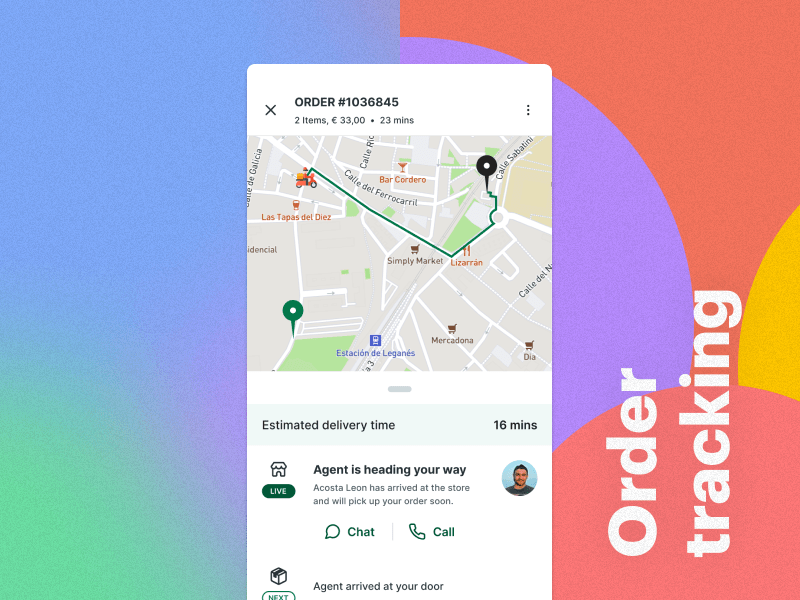 ORDER #1036845
2 Items, € 33,00 • 23 mins
Calle de Galicia
Calle Ric
Calle Sabatini
Bar Cordero
Calle del Ferrocarril
Las Tapas del Diez
idencial
Simply Market
Lizarrán
Calle del N
Mercadona
Estación de Leganés
Dia
a 3
Estimated delivery time
16 mins
Agent is heading your way
LIVE
Acosta Leon has arrived at the store
and will pick up your order soon.
Chat
Call
Agent arrived at your door
NEXT
Order
tracking